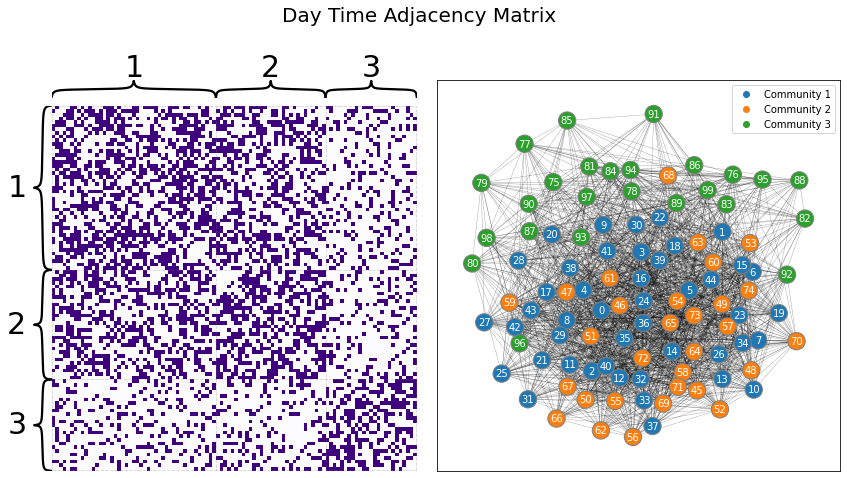 Day Time Adjacency Matrix
1 2 3
1
2
3
Community 1
Community 2
Community 3
91
85
77
81 84 94 68 86
79 75 78 76 95 88
97 99
90 89 83
82
9 30 22
87 20 93 18 1
98 63 53
41 3
28 39 60
80 38 15 6
61 16 44 92
17 47 4 5 74
59 46 24 54 49
43 0 73 23 19
27 42 8 36 65 57
29 51 35 34 7 70
96
14 64 26
21 72
11 2 40 58 48
25 12 32 13
67 71 45 10
31 50 55 33 69
52
66
62 56 37